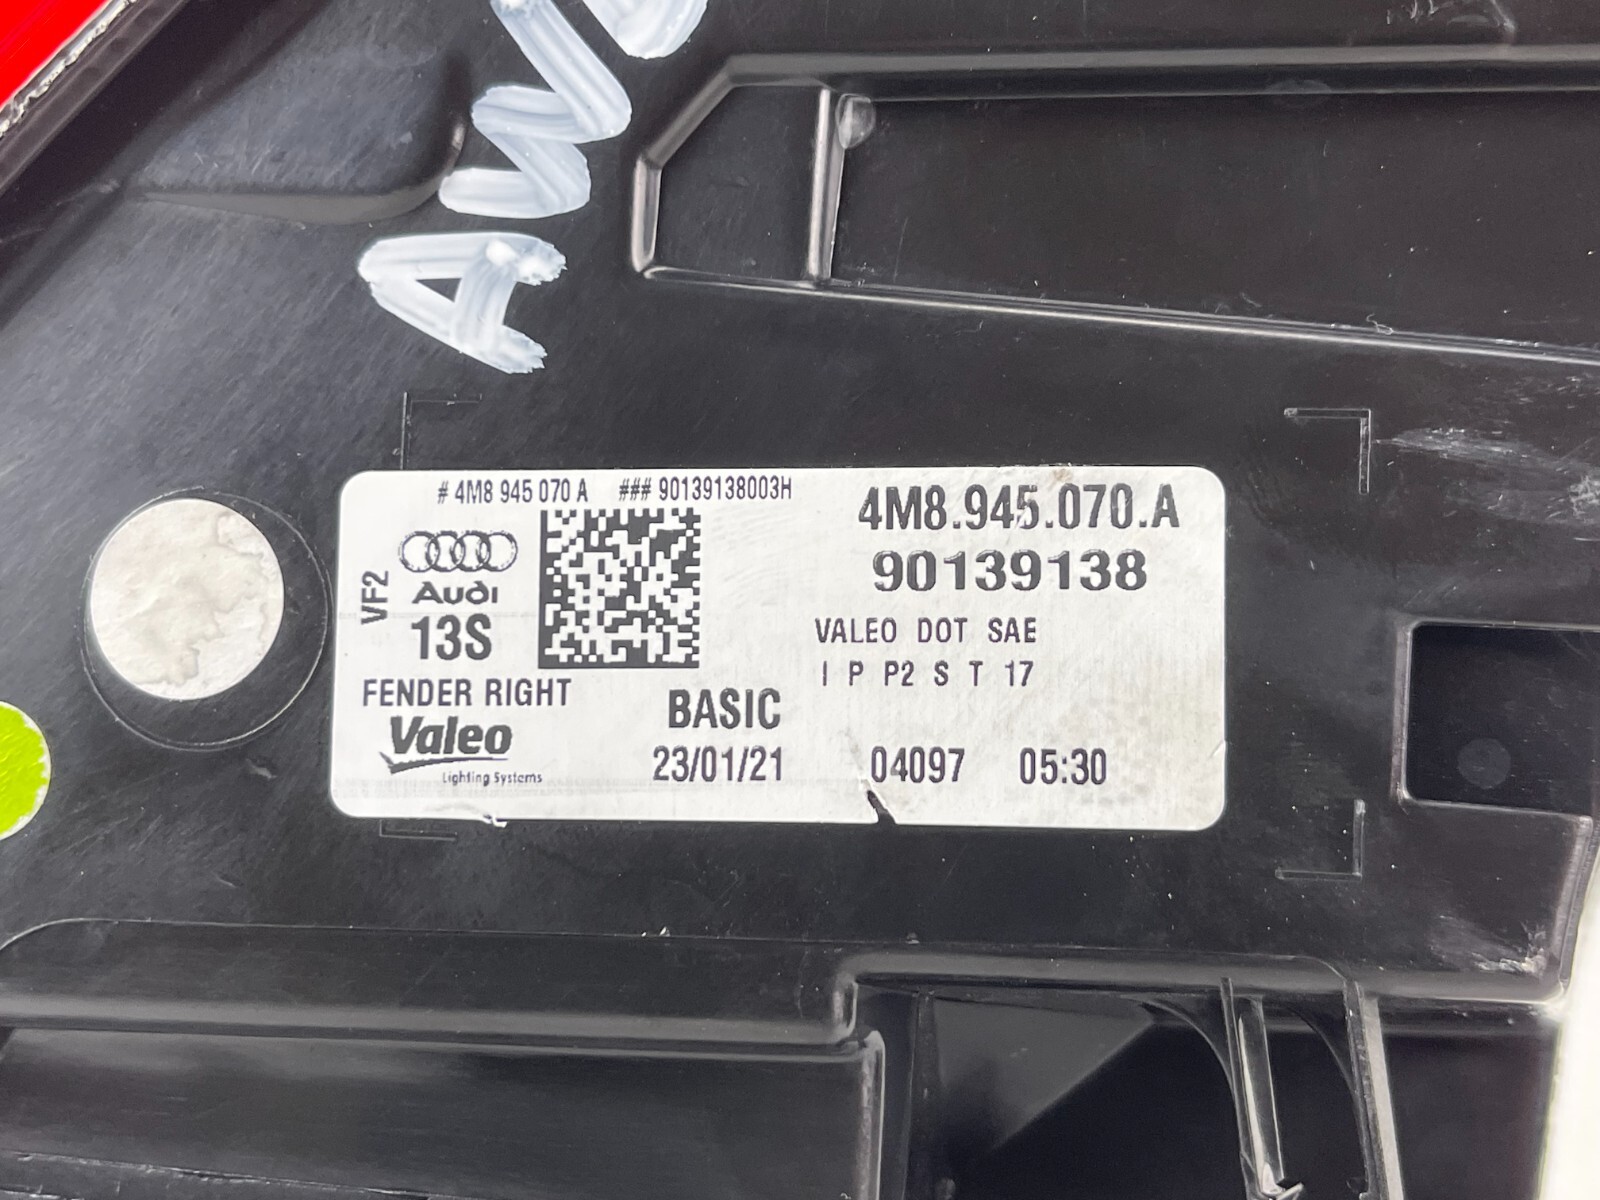 # 4M8 945 070 A ### 90139138003H
4M8.945.070.A
90139138
VF2
Audi
13S
VALEO DOT SAE
I P P2 S T 17
FENDER RIGHT
BASIC
Valeo
Lighting Systems
23/01/21 04097 05:30